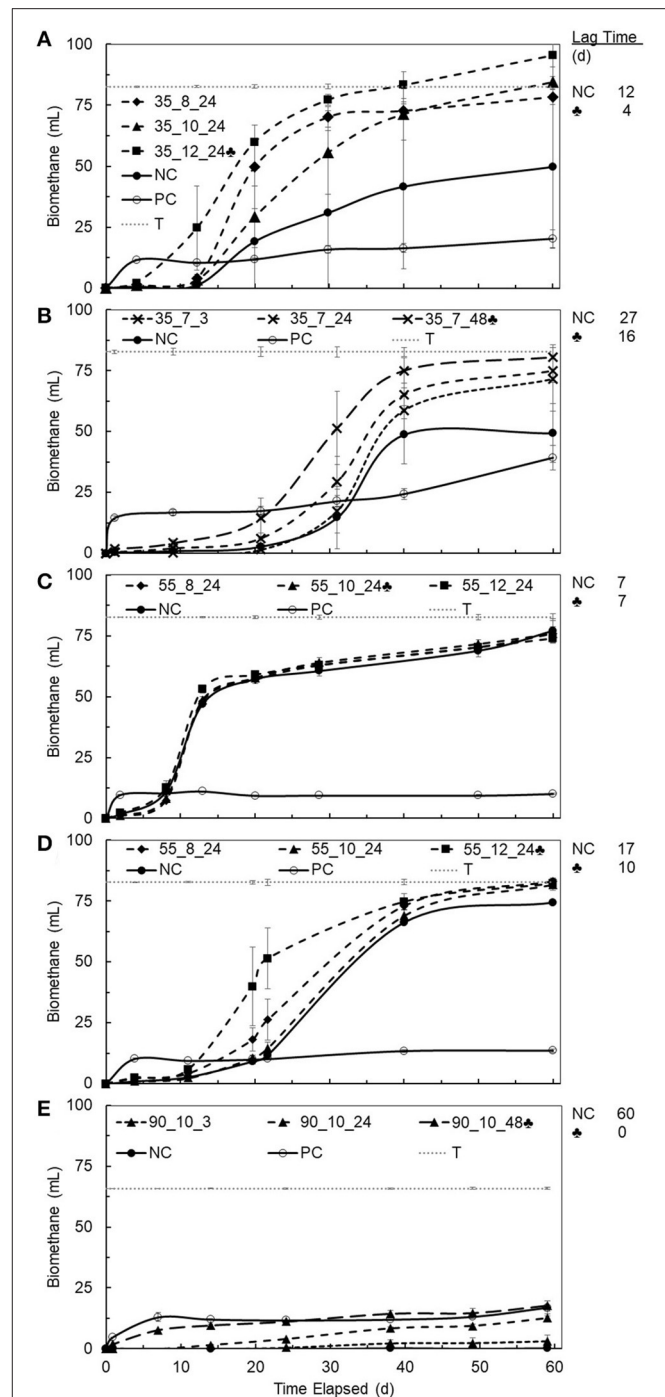 Lag Time
(d)
A
100
75
50
25
0
Biomethane (mL)
35_8_24
35_10_24
35_12_24♣
NC
PC
T
NC 12
♣ 4
B
100
75
50
25
0
Biomethane (mL)
35_7_3 35_7_24 35_7_48♣
NC PC T
NC 27
♣ 16
C
100
75
50
25
0
Biomethane (mL)
55_8_24 55_10_24♣ 55_12_24
NC PC T
NC 7
♣ 7
D
100
75
50
25
0
Biomethane (mL)
55_8_24 55_10_24 55_12_24♣
NC PC T
NC 17
♣ 10
E
100
75
50
25
0
Biomethane (mL)
90_10_3 90_10_24 90_10_48♣
NC PC T
NC 60
♣ 0
0 10 20 30 40 50 60
Time Elapsed (d)